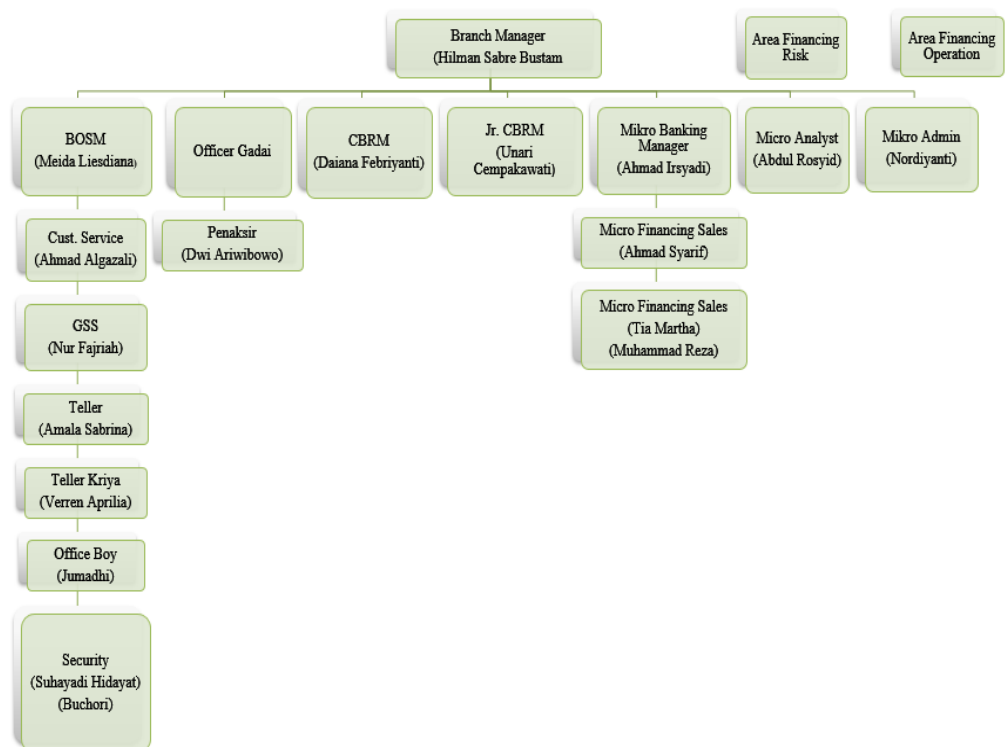 Branch Manager
(Hilman Sabre Bustam
Area Financing
Risk
Area Financing
Operation
BOSM
(Meida Liesdiana)
Officer Gadai
CBRM
(Daiana Febriyanti)
Jr. CBRM
(Unari
Cempakawati)
Mikro Banking
Manager
(Ahmad Irsyadi)
Micro Analyst
(Abdul Rosyid)
Mikro Admin
(Nordiyanti)
Cust. Service
(Ahmad Algazali)
Penaksir
(Dwi Ariwibowo)
Micro Financing Sales
(Ahmad Syarif)
GSS
(Nur Fajriah)
Micro Financing Sales
(Tia Martha)
(Muhammad Reza)
Teller
(Amala Sabrina)
Teller Kriya
(Verren Aprilia)
Office Boy
(Jumadhi)
Security
(Suhayadi Hidayat)
(Buchori)